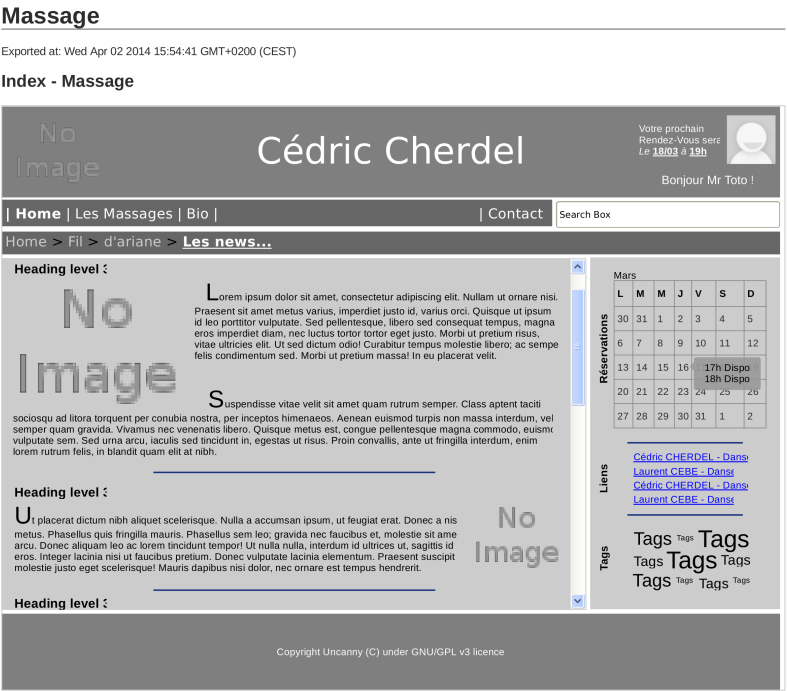 Massage
Exported at: Wed Apr 02 2014 15:54:41 GMT+0200 (CEST)
Index - Massage
No
Image
Cédric Cherdel
Votre prochain
Rendez-Vous sera
Le 18/03 à 19h
Bonjour Mr Toto !
| Home | Les Massages | Bio |
| Contact
Search Box
Home > Fil > d'ariane > Les news...
Heading level 3
No
Image
Lorem ipsum dolor sit amet, consectetur adipiscing elit. Nullam ut ornare nisi.
Praesent sit amet metus varius, imperdiet justo id, varius orci. Quisque ut ipsum
id leo porttitor vulputate. Sed pellentesque, libero sed consequat tempus, magna
eros imperdiet diam, nec luctus tortor tortor eget justo. Morbi ut pretium risus,
vitae ultricies elit. Ut sed dictum odio! Curabitur tempus molestie libero; ac sempe
felis condimentum sed. Morbi ut pretium massa! In eu placerat velit.
Suspendisse vitae velit sit amet quam rutrum semper. Class aptent taciti
sociosqu ad litora torquent per conubia nostra, per inceptos himenaeos. Aenean euismod turpis non massa interdum, vel
semper quam gravida. Vivamus nec venenatis libero. Quisque metus est, congue pellentesque magna commodo, euismo
vulputate sem. Sed urna arcu, iaculis sed tincidunt in, egestas ut risus. Proin convallis, ante ut fringilla interdum, enim
lorem rutrum felis, in blandit quam elit at nibh.
Heading level 3
Ut placerat dictum nibh aliquet scelerisque. Nulla a accumsan ipsum, ut feugiat erat. Donec a nis
metus. Phasellus quis fringilla mauris. Phasellus sem leo; gravida nec faucibus et, molestie sit ame
arcu. Donec aliquam leo ac lorem tincidunt tempor! Ut nulla nulla, interdum id ultrices ut, sagittis id
eros. Integer lacinia nisi ut faucibus pretium. Donec vulputate lacinia elementum. Praesent suscipit
molestie justo eget scelerisque! Mauris dapibus nisi dolor, nec ornare est tempus hendrerit.
No
Image
Heading level 3
Réservations
Mars
L M M J V S D
30 31 1 2 3 4 5
6 7 8 9 10 11 12
13 14 15 16
17h Dispo
18h Dispo
20 21 22 23 24 25 26
27 28 29 30 31 1 2
Liens
Cédric CHERDEL - Danse
Laurent CEBE - Danse
Cédric CHERDEL - Danse
Laurent CEBE - Danse
Tags
Tags Tags Tags
Tags Tags Tags
Tags Tags Tags Tags
Copyright Uncanny (C) under GNU/GPL v3 licence